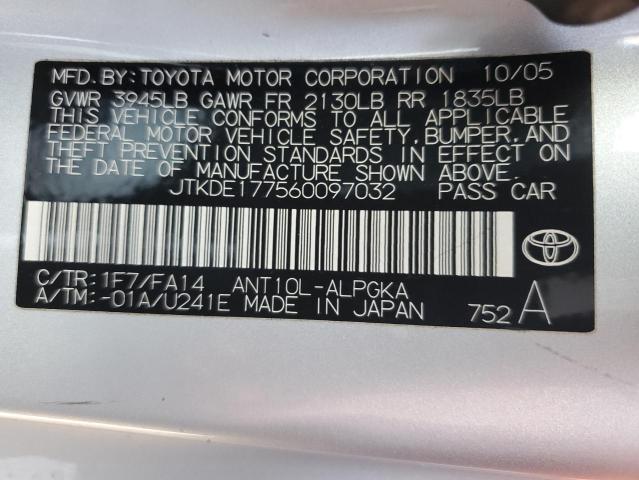 MFD.BY:TOYOTA MOTOR CORPORATION 10/05
GVWR 3945LB GAWR FR 2130LB RR 1835LB
THIS VEHICLE CONFORMS TO ALL APPLICABLE
FEDERAL MOTOR VEHICLE SAFETY,BUMPER,AND
THEFT PREVENTION STANDARDS IN EFFECT ON
THE DATE OF MANUFACTURE SHOWN ABOVE.
JTKDE177560097032 PASS CAR
C/TR:1F7/FA14 ANT10L-ALPGKA
A/TM:-01A/U241E MADE IN JAPAN 752 A